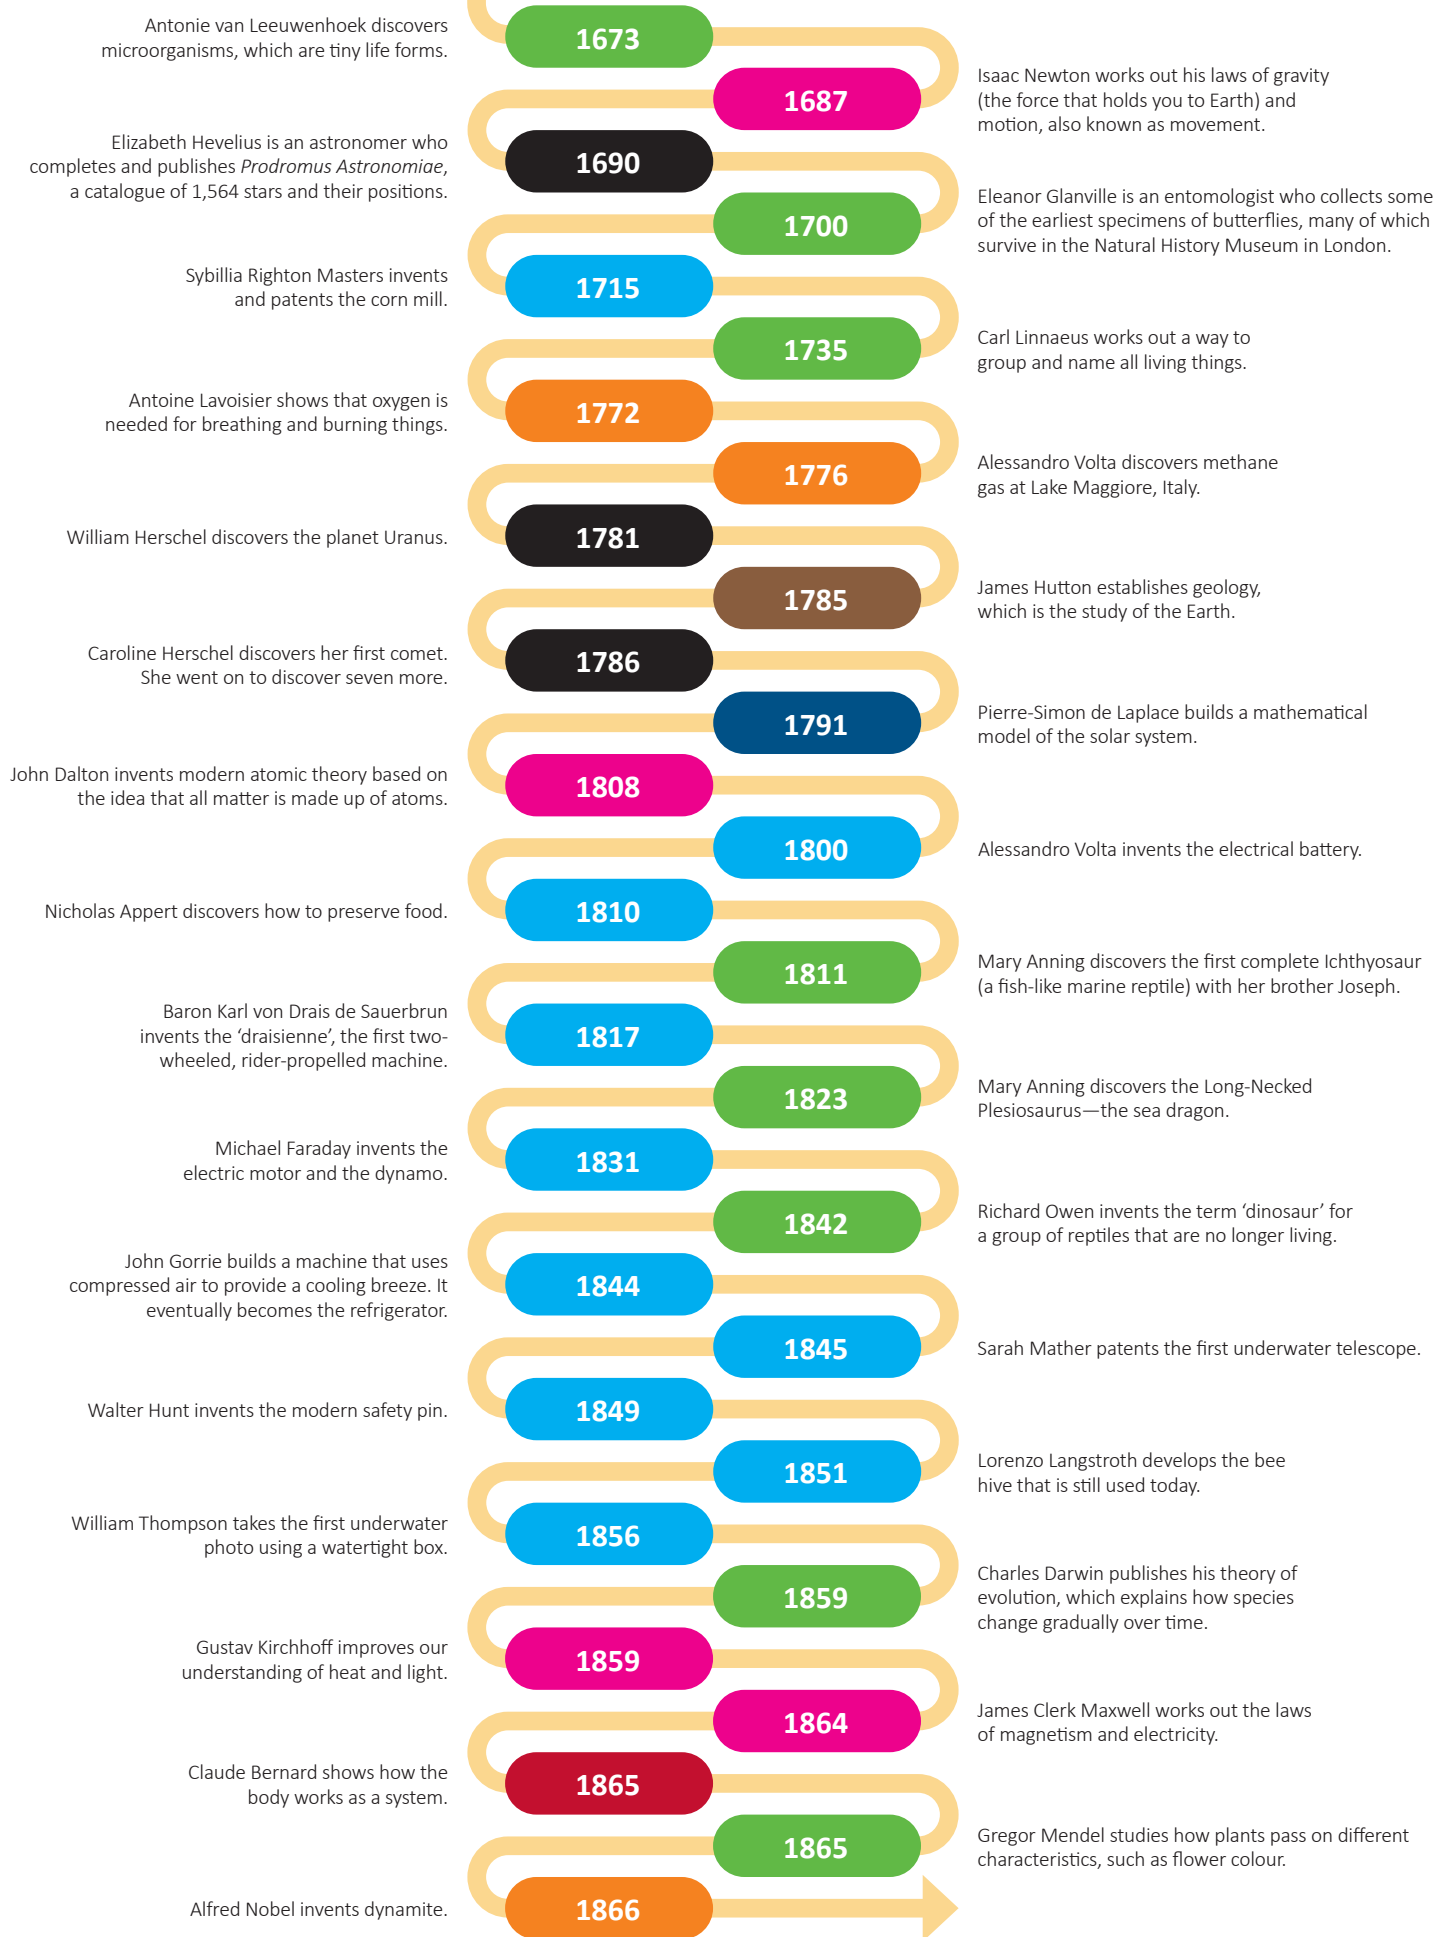 Antonie van Leeuwenhoek discovers
microorganisms, which are tiny life forms.
1673
1687
Isaac Newton works out his laws of gravity
(the force that holds you to Earth) and
motion, also known as movement.
Elizabeth Hevelius is an astronomer who
completes and publishes Prodromus Astronomiae,
a catalogue of 1,564 stars and their positions.
1690
1700
Eleanor Glanville is an entomologist who collects some
of the earliest specimens of butterflies, many of which
survive in the Natural History Museum in London.
Sybillia Righton Masters invents
and patents the corn mill.
1715
1735
Carl Linnaeus works out a way to
group and name all living things.
Antoine Lavoisier shows that oxygen is
needed for breathing and burning things.
1772
1776
Alessandro Volta discovers methane
gas at Lake Maggiore, Italy.
William Herschel discovers the planet Uranus.
1781
1785
James Hutton establishes geology,
which is the study of the Earth.
Caroline Herschel discovers her first comet.
She went on to discover seven more.
1786
1791
Pierre-Simon de Laplace builds a mathematical
model of the solar system.
John Dalton invents modern atomic theory based on
the idea that all matter is made up of atoms.
1808
1800
Alessandro Volta invents the electrical battery.
Nicholas Appert discovers how to preserve food.
1810
1811
Mary Anning discovers the first complete Ichthyosaur
(a fish-like marine reptile) with her brother Joseph.
Baron Karl von Drais de Sauerbrun
invents the ‘draisienne’, the first two-
wheeled, rider-propelled machine.
1817
1823
Mary Anning discovers the Long-Necked
Plesiosaurus—the sea dragon.
Michael Faraday invents the
electric motor and the dynamo.
1831
1842
Richard Owen invents the term ‘dinosaur’ for
a group of reptiles that are no longer living.
John Gorrie builds a machine that uses
compressed air to provide a cooling breeze. It
eventually becomes the refrigerator.
1844
1845
Sarah Mather patents the first underwater telescope.
Walter Hunt invents the modern safety pin.
1849
1851
Lorenzo Langstroth develops the bee
hive that is still used today.
William Thompson takes the first underwater
photo using a watertight box.
1856
1859
Charles Darwin publishes his theory of
evolution, which explains how species
change gradually over time.
Gustav Kirchhoff improves our
understanding of heat and light.
1859
1864
James Clerk Maxwell works out the laws
of magnetism and electricity.
Claude Bernard shows how the
body works as a system.
1865
1865
Gregor Mendel studies how plants pass on different
characteristics, such as flower colour.
Alfred Nobel invents dynamite.
1866